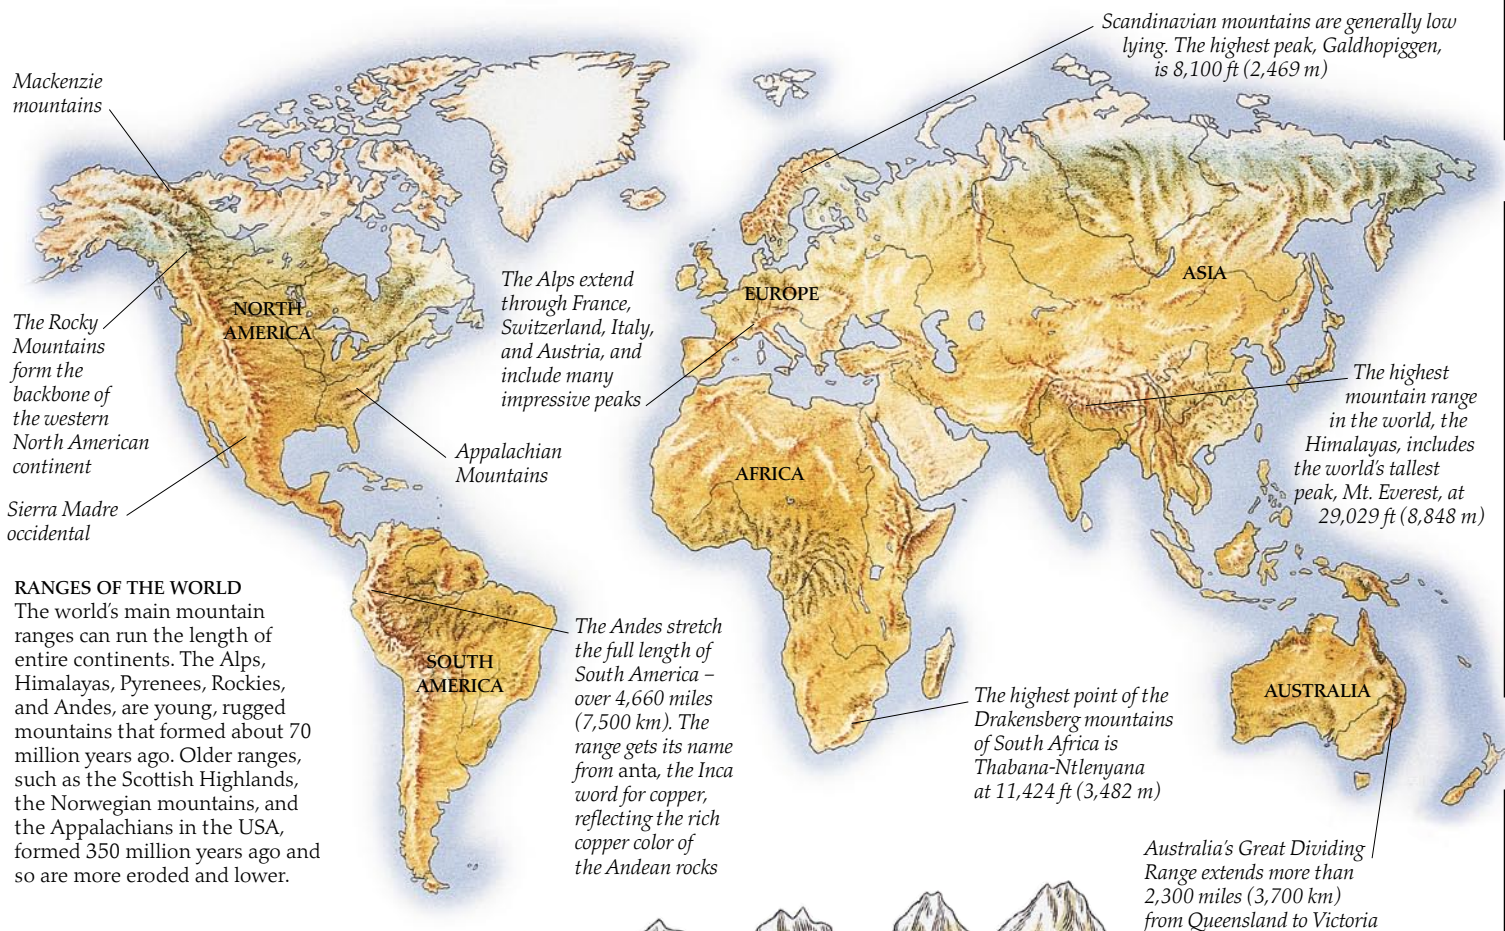 Scandinavian mountains are generally low
lying. The highest peak, Galdhopiggen,
is 8,100 ft (2,469 m)
Mackenzie
mountains
The Rocky
Mountains
form the
backbone of
the western
North American
continent
Sierra Madre
occidental
NORTH
AMERICA
The Alps extend
through France,
Switzerland, Italy,
and Austria, and
include many
impressive peaks
Appalachian
Mountains
EUROPE
ASIA
AFRICA
The highest
mountain range
in the world, the
Himalayas, includes
the world's tallest
peak, Mt. Everest, at
29,029 ft (8,848 m)
RANGES OF THE WORLD
The world's main mountain
ranges can run the length of
entire continents. The Alps,
Himalayas, Pyrenees, Rockies,
and Andes, are young, rugged
mountains that formed about 70
million years ago. Older ranges,
such as the Scottish Highlands,
the Norwegian mountains, and
the Appalachians in the USA,
formed 350 million years ago and
so are more eroded and lower.
SOUTH
AMERICA
The Andes stretch
the full length of
South America –
over 4,660 miles
(7,500 km). The
range gets its name
from anta, the Inca
word for copper,
reflecting the rich
copper color of
the Andean rocks
The highest point of the
Drakensberg mountains
of South Africa is
Thabana-Ntlenyana
at 11,424 ft (3,482 m)
AUSTRALIA
Australia's Great Dividing
Range extends more than
2,300 miles (3,700 km)
from Queensland to Victoria